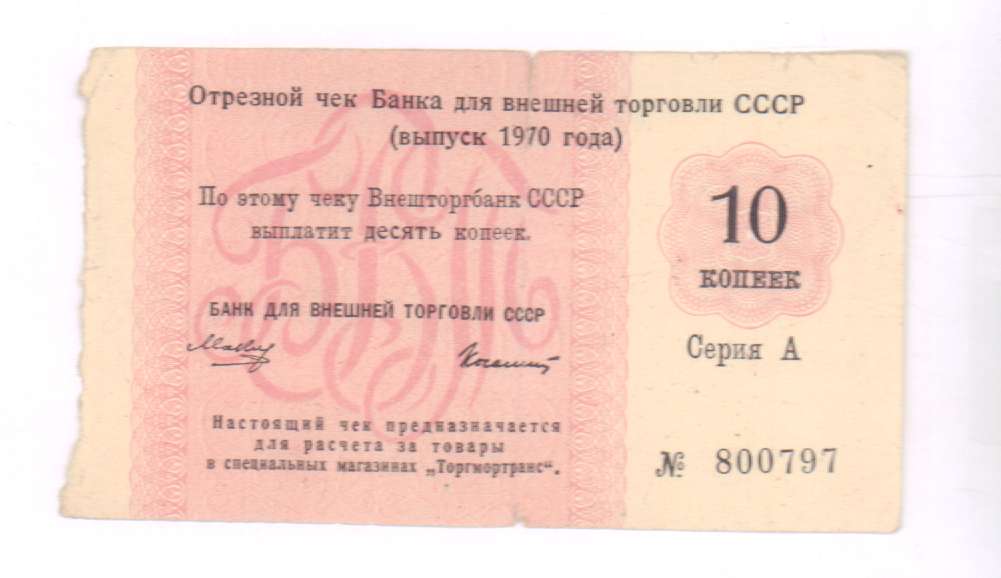 Отрезной чек Банка для внешней торговли СССР
(выпуск 1970 года)
По этому чеку Внешторгбанк СССР
выплатит десять копеек.
БАНК ДЛЯ ВНЕШНЕЙ ТОРГОВЛИ СССР
Настоящий чек предназначается
для расчета за товары
в специальных магазинах „Торгмортранс“.
10
КОПЕЕК
Серия А
№ 800797